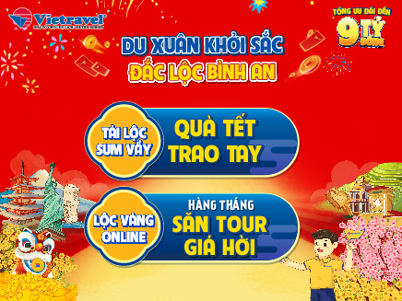 Vietravel
TỔNG ƯU ĐÃI ĐẾN
9 TỶ
DU XUÂN KHỞI SẮC
ĐẮC LỘC BÌNH AN
TÀI LỘC
SUM VẦY
QUÀ TẾT
TRAO TAY
LỘC VÀNG
ONLINE
HÀNG THÁNG
SĂN TOUR
GIÁ HỜI